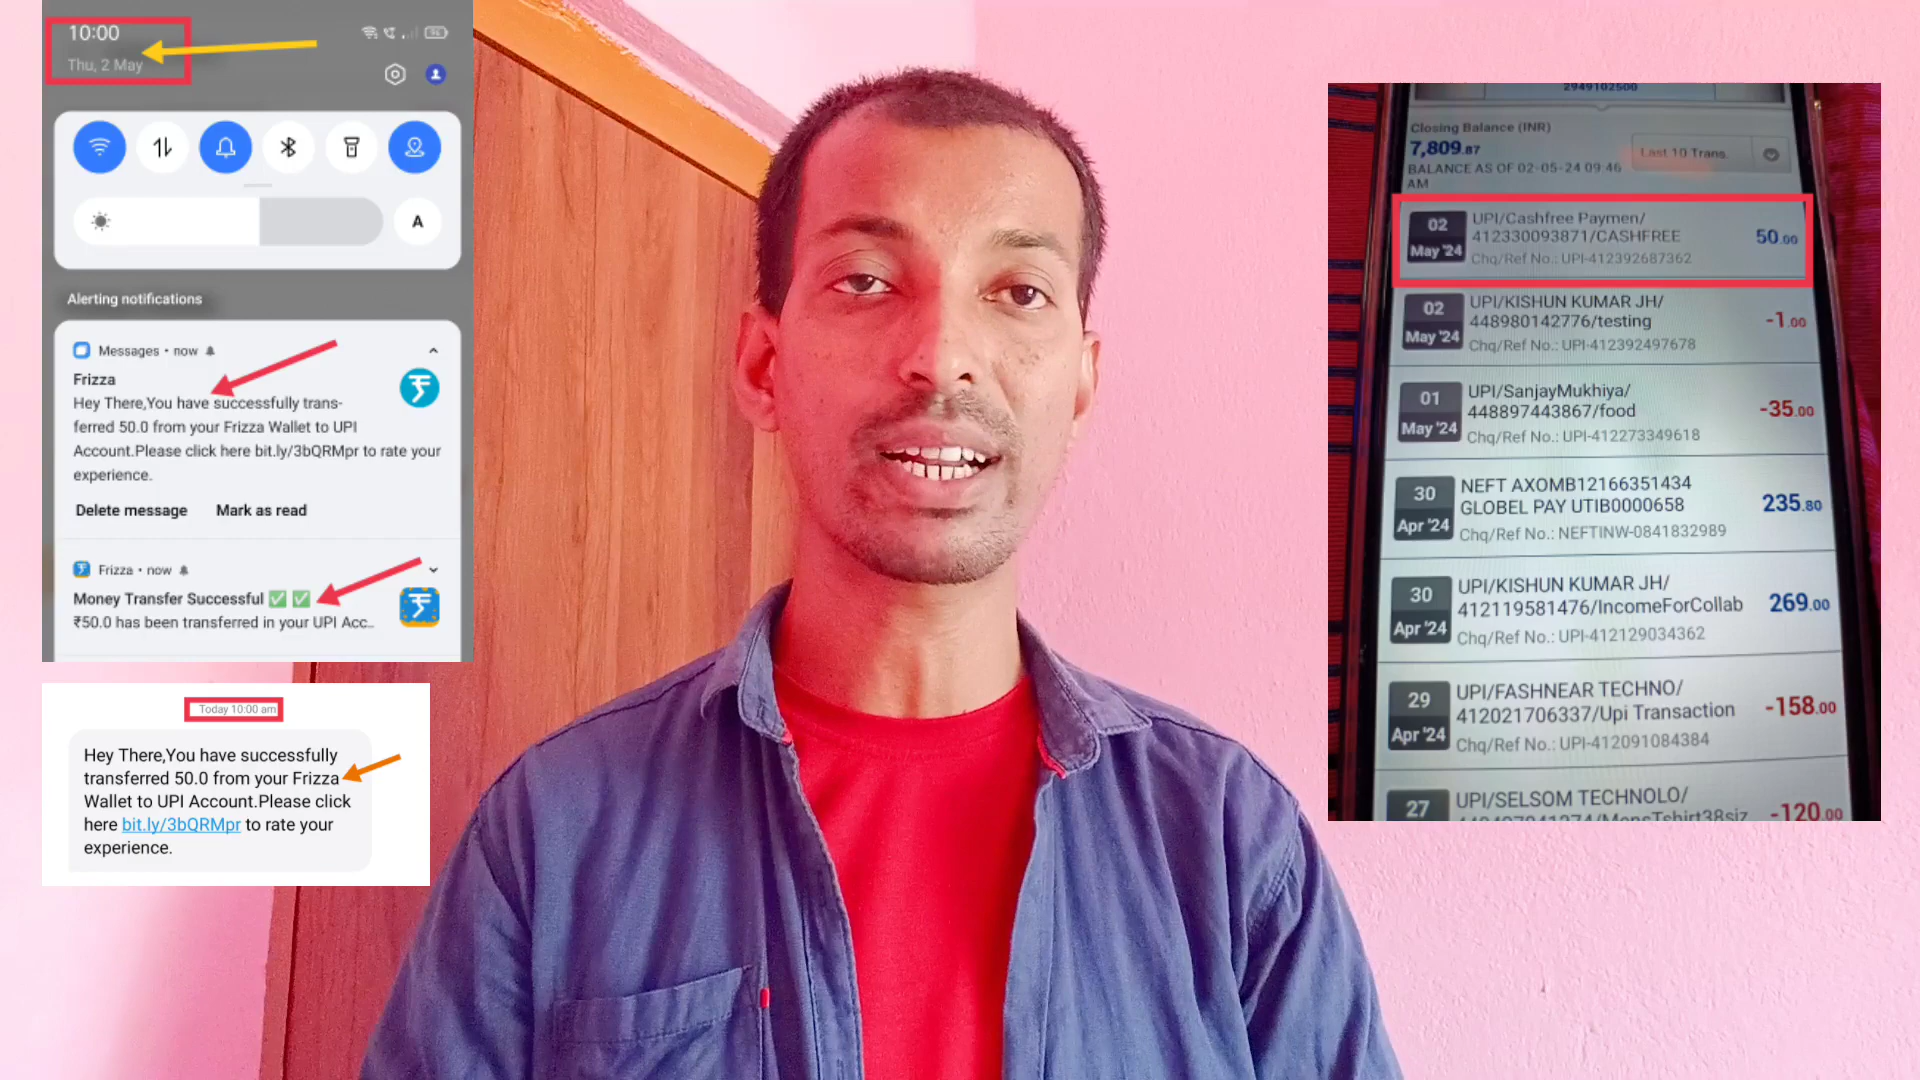 10:00
Thu, 2 May
A
Alerting notifications
Messages • now
Frizza
Hey There,You have successfully trans-
ferred 50.0 from your Frizza Wallet to UPI
Account.Please click here bit.ly/3bQRMpr to rate your
experience.
Delete message Mark as read
Frizza • now
Money Transfer Successful ✅ ✅
₹50.0 has been transferred in your UPI Acc...
Today 10:00 am
Hey There,You have successfully
transferred 50.0 from your Frizza
Wallet to UPI Account.Please click
here bit.ly/3bQRMpr to rate your
experience.
2949102500
Closing Balance (INR)
7,809.87
Last 10 Trans.
BALANCE AS OF 02-05-24 09 46
AM
02 May '24
UPI/Cashfree Paymen/
412330093871/CASHFREE
50.00
Chq/Ref No.: UPI-412392687362
02 May '24
UPI/KISHUN KUMAR JH/
448980142776/testing
-1.00
Chq/Ref No.: UPI-412392497678
01 May '24
UPI/SanjayMukhiya/
448897443867/food
-35.00
Chq/Ref No.: UPI-412273349618
30 Apr '24
NEFT AXOMB12166351434
GLOBEL PAY UTIB0000658
235.80
Chq/Ref No.: NEFTINW-0841832989
30 Apr '24
UPI/KISHUN KUMAR JH/
412119581476/IncomeForCollab
269.00
Chq/Ref No.: UPI-412129034362
29 Apr '24
UPI/FASHNEAR TECHNO/
412021706337/Upi Transaction
-158.00
Chq/Ref No.: UPI-412091084384
27
UPI/SELSOM TECHNOLO/
-120.00